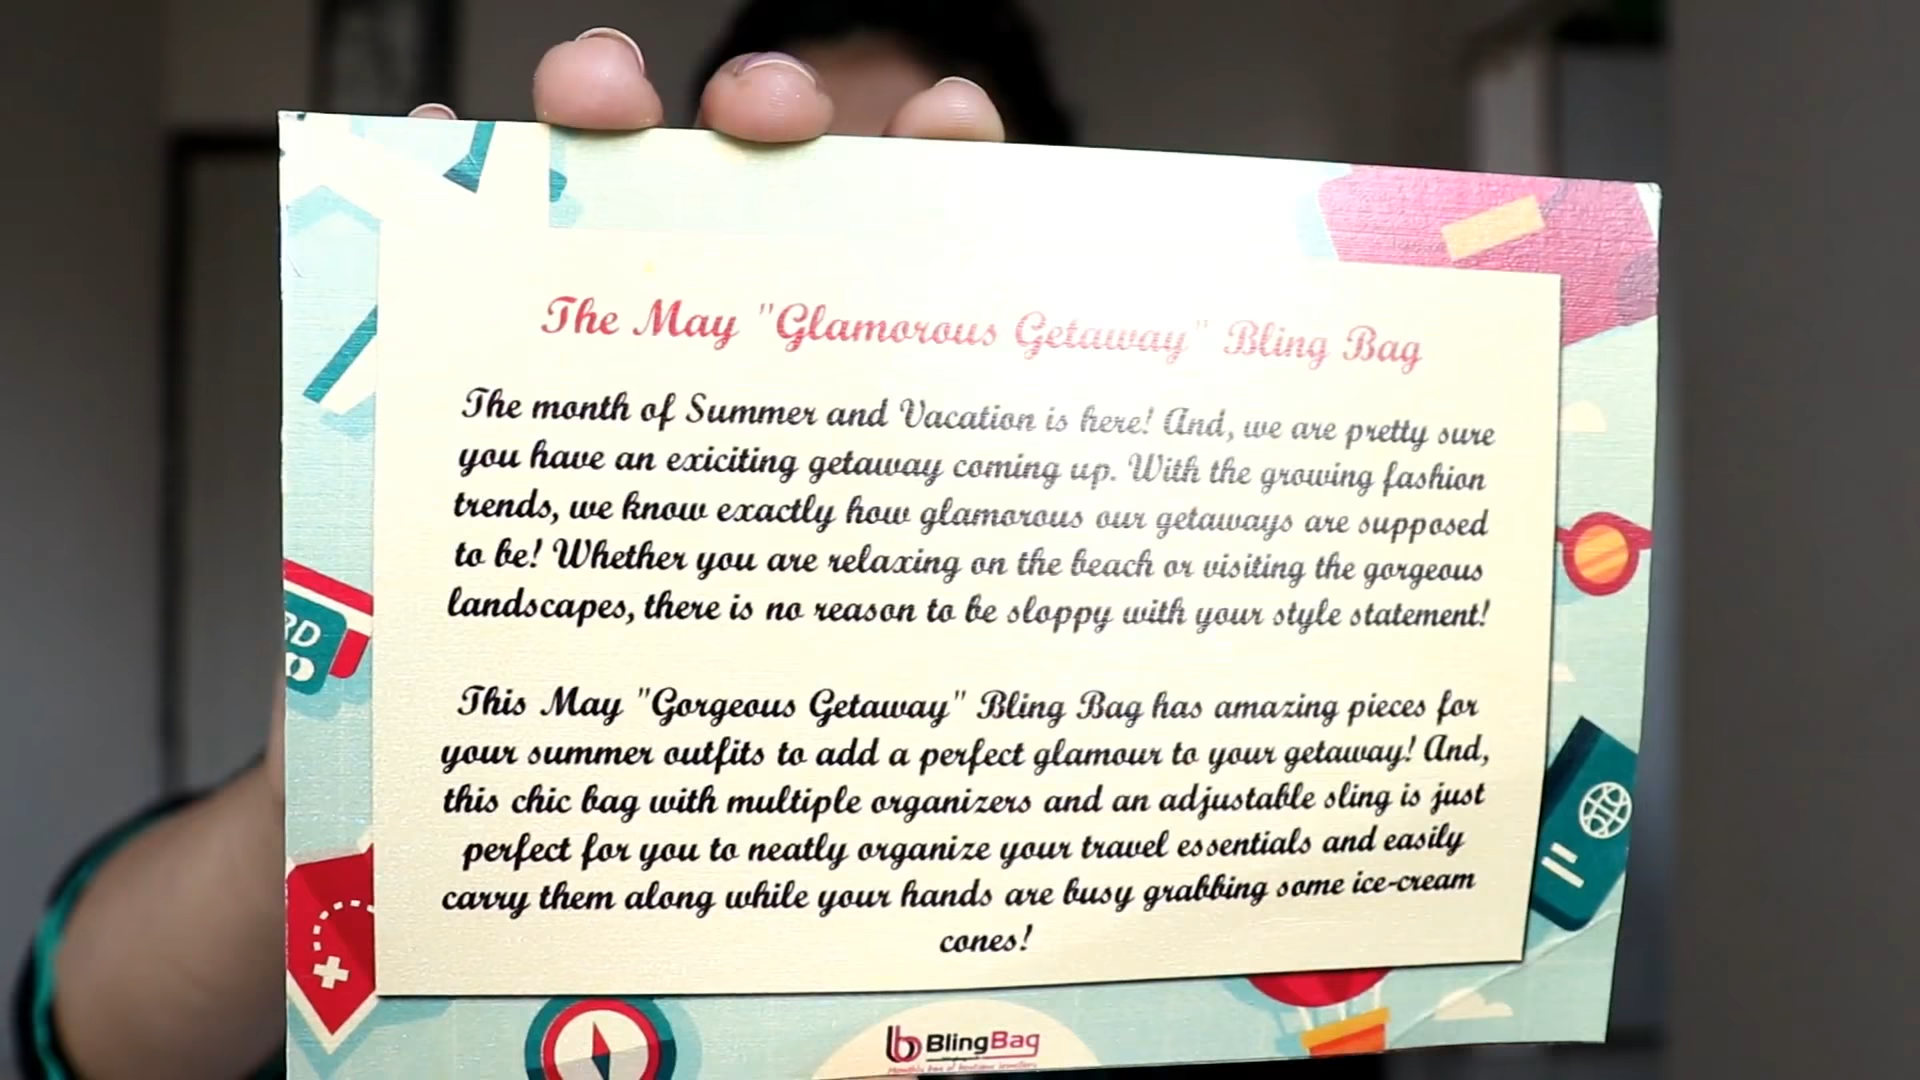 The May "Glamorous Getaway" Bling Bag
The month of Summer and Vacation is here! And, we are pretty sure
you have an exiciting getaway coming up. With the growing fashion
trends, we know exactly how glamorous our getaways are supposed
to be! Whether you are relaxing on the beach or visiting the gorgeous
landscapes, there is no reason to be sloppy with your style statement!
This May "Gorgeous Getaway" Bling Bag has amazing pieces for
your summer outfits to add a perfect glamour to your getaway! And,
this chic bag with multiple organizers and an adjustable sling is just
perfect for you to neatly organize your travel essentials and easily
carry them along while your hands are busy grabbing some ice-cream
cones!
RD
BlingBag
Monthly box of boutique jewellery